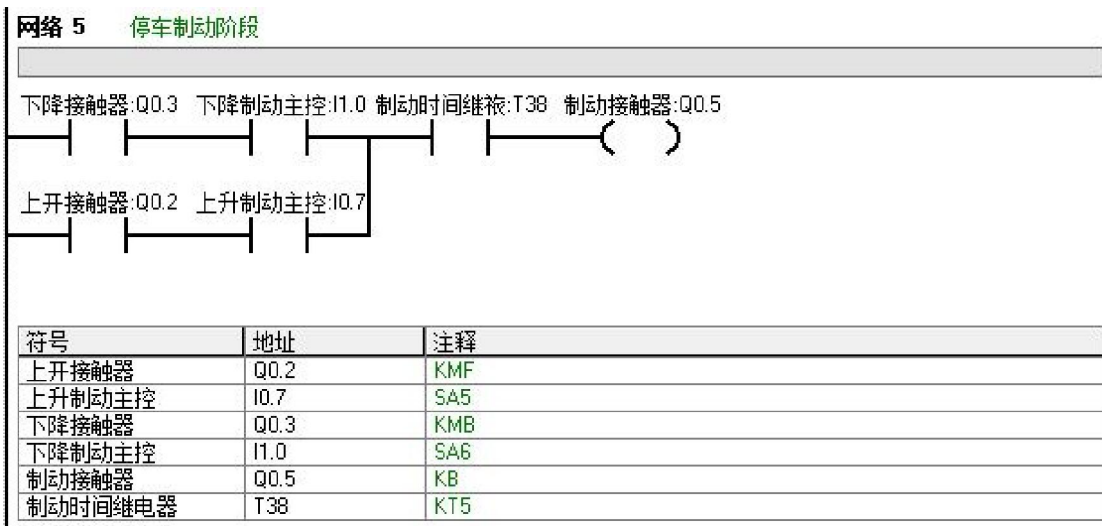 网络 5 停车制动阶段
下降接触器:Q0.3 下降制动主控:I1.0 制动时间继袯:T38 制动接触器:Q0.5
上开接触器:Q0.2 上升制动主控:I0.7
符号 地址 注释
上开接触器 Q0.2 KMF
上升制动主控 I0.7 SA5
下降接触器 Q0.3 KMB
下降制动主控 I1.0 SA6
制动接触器 Q0.5 KB
制动时间继电器 T38 KT5